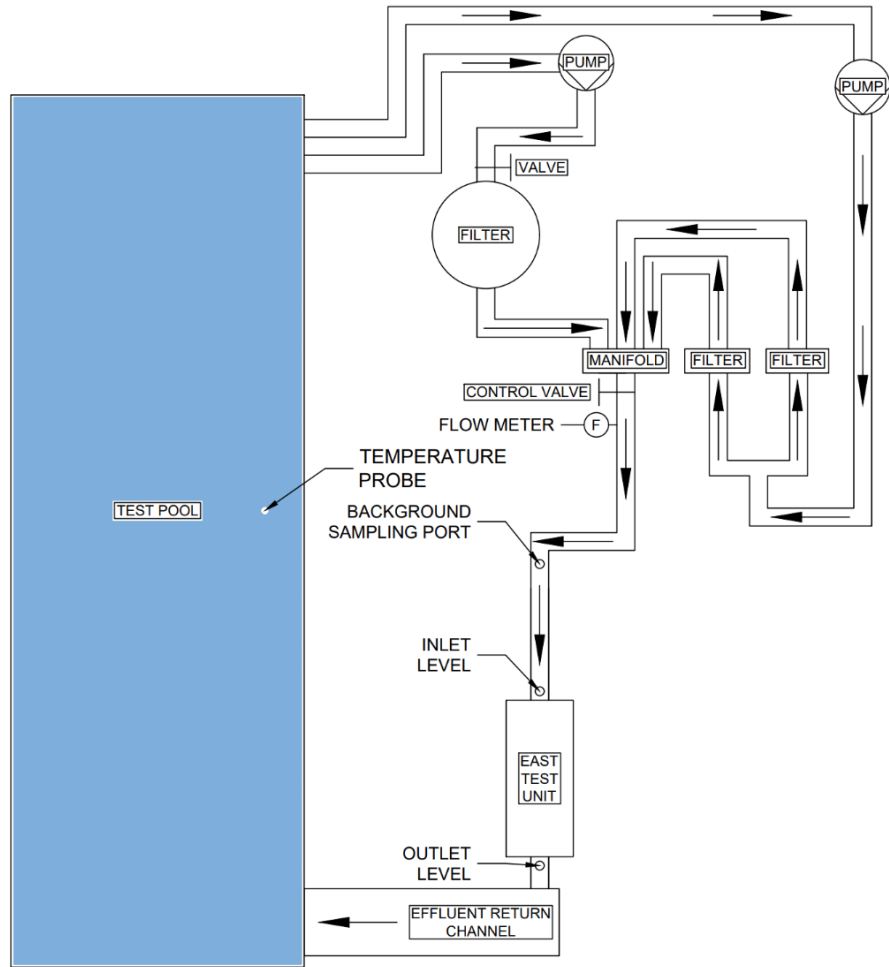 PUMP
PUMP
VALVE
FILTER
MANIFOLD
FILTER
FILTER
CONTROL VALVE
FLOW METER
F
TEMPERATURE
PROBE
TEST POOL
BACKGROUND
SAMPLING PORT
INLET
LEVEL
EAST
TEST
UNIT
OUTLET
LEVEL
EFFLUENT RETURN
CHANNEL